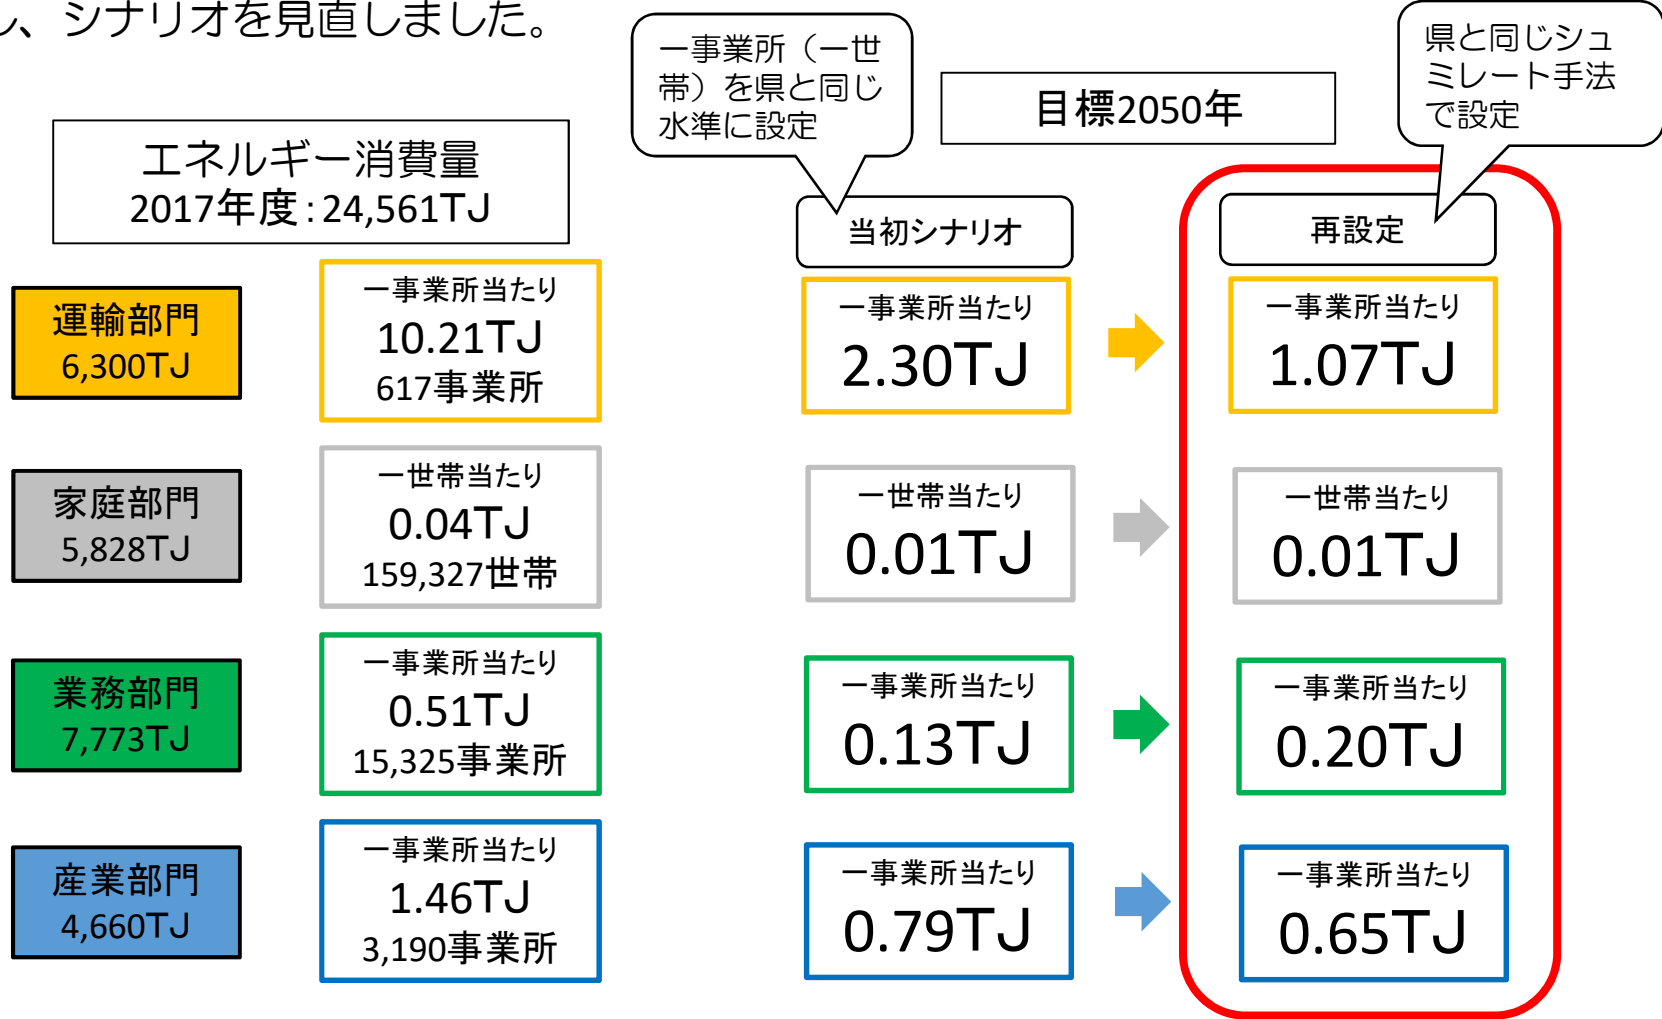 し、シナリオを見直しました。
一事業所（一世
帯）を県と同じ
水準に設定
県と同じシュ
ミレート手法
で設定
目標2050年
エネルギー消費量
2017年度：24,561TJ
当初シナリオ
再設定
運輸部門
6,300TJ
一事業所当たり
10.21TJ
617事業所
一事業所当たり
2.30TJ
一事業所当たり
1.07TJ
家庭部門
5,828TJ
一世帯当たり
0.04TJ
159,327世帯
一世帯当たり
0.01TJ
一世帯当たり
0.01TJ
業務部門
7,773TJ
一事業所当たり
0.51TJ
15,325事業所
一事業所当たり
0.13TJ
一事業所当たり
0.20TJ
産業部門
4,660TJ
一事業所当たり
1.46TJ
3,190事業所
一事業所当たり
0.79TJ
一事業所当たり
0.65TJ